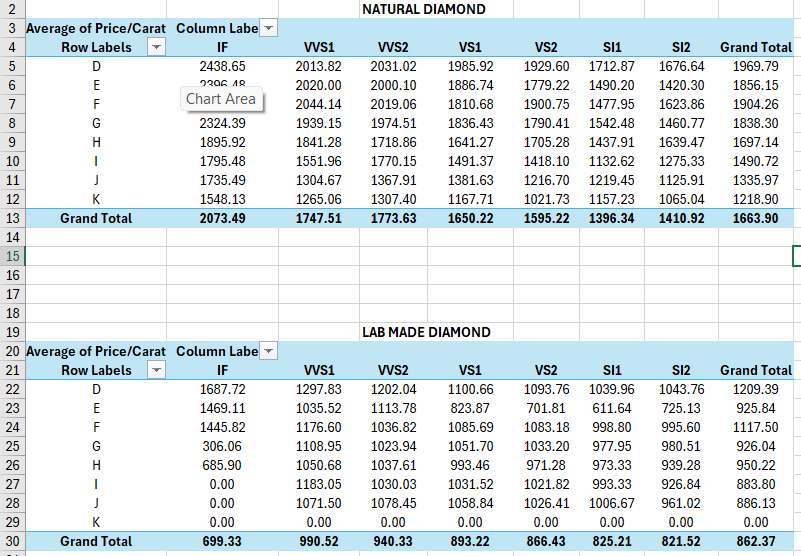 2 NATURAL DIAMOND
3 Average of Price/Carat Column Labe
4 Row Labels IF VVS1 VVS2 VS1 VS2 SI1 SI2 Grand Total
5 D 2438.65 2013.82 2031.02 1985.92 1929.60 1712.87 1676.64 1969.79
6 E 2396.48 2020.00 2000.10 1886.74 1779.22 1490.20 1420.30 1856.15
Chart Area
7 F 2044.14 2019.06 1810.68 1900.75 1477.95 1623.86 1904.26
8 G 2324.39 1939.15 1974.51 1836.43 1790.41 1542.48 1460.77 1838.30
9 H 1895.92 1841.28 1718.86 1641.27 1705.28 1437.91 1639.47 1697.14
10 I 1795.48 1551.96 1770.15 1491.37 1418.10 1132.62 1275.33 1490.72
11 J 1735.49 1304.67 1367.91 1381.63 1216.70 1219.45 1125.91 1335.97
12 K 1548.13 1265.06 1307.40 1167.71 1021.73 1157.23 1065.04 1218.90
13 Grand Total 2073.49 1747.51 1773.63 1650.22 1595.22 1396.34 1410.92 1663.90
14
15
16
17
18
19 LAB MADE DIAMOND
20 Average of Price/Carat Column Labe
21 Row Labels IF VVS1 VVS2 VS1 VS2 SI1 SI2 Grand Total
22 D 1687.72 1297.83 1202.04 1100.66 1093.76 1039.96 1043.76 1209.39
23 E 1469.11 1035.52 1113.78 823.87 701.81 611.64 725.13 925.84
24 F 1445.82 1176.60 1036.82 1085.69 1083.18 998.80 995.60 1117.50
25 G 306.06 1108.95 1023.94 1051.70 1033.20 977.95 980.51 926.04
26 H 685.90 1050.68 1037.61 993.46 971.28 973.33 939.28 950.22
27 I 0.00 1183.05 1030.03 1031.52 1021.82 993.33 926.84 883.80
28 J 0.00 1071.50 1078.45 1058.84 1026.41 1006.67 961.02 886.13
29 K 0.00 0.00 0.00 0.00 0.00 0.00 0.00 0.00
30 Grand Total 699.33 990.52 940.33 893.22 866.43 825.21 821.52 862.37